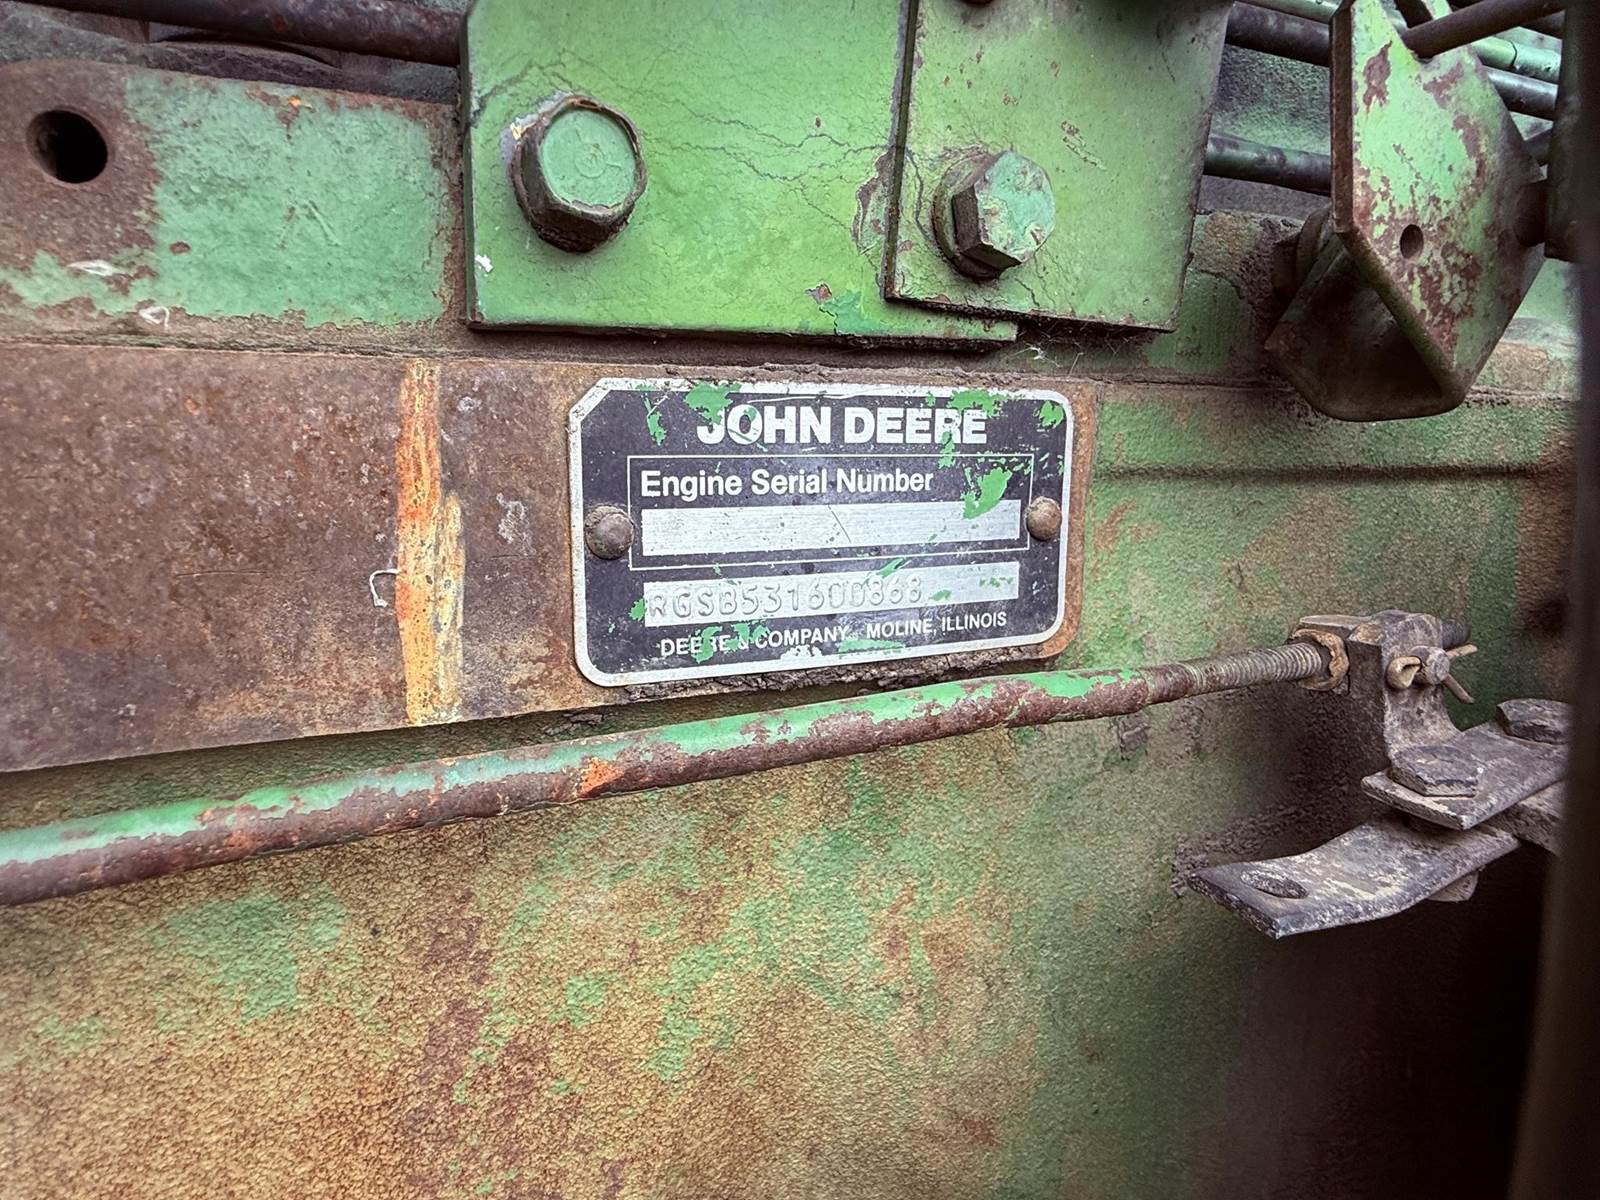 JOHN DEERE
Engine Serial Number
RGSB531600868
DEERE & COMPANY MOLINE, ILLINOIS